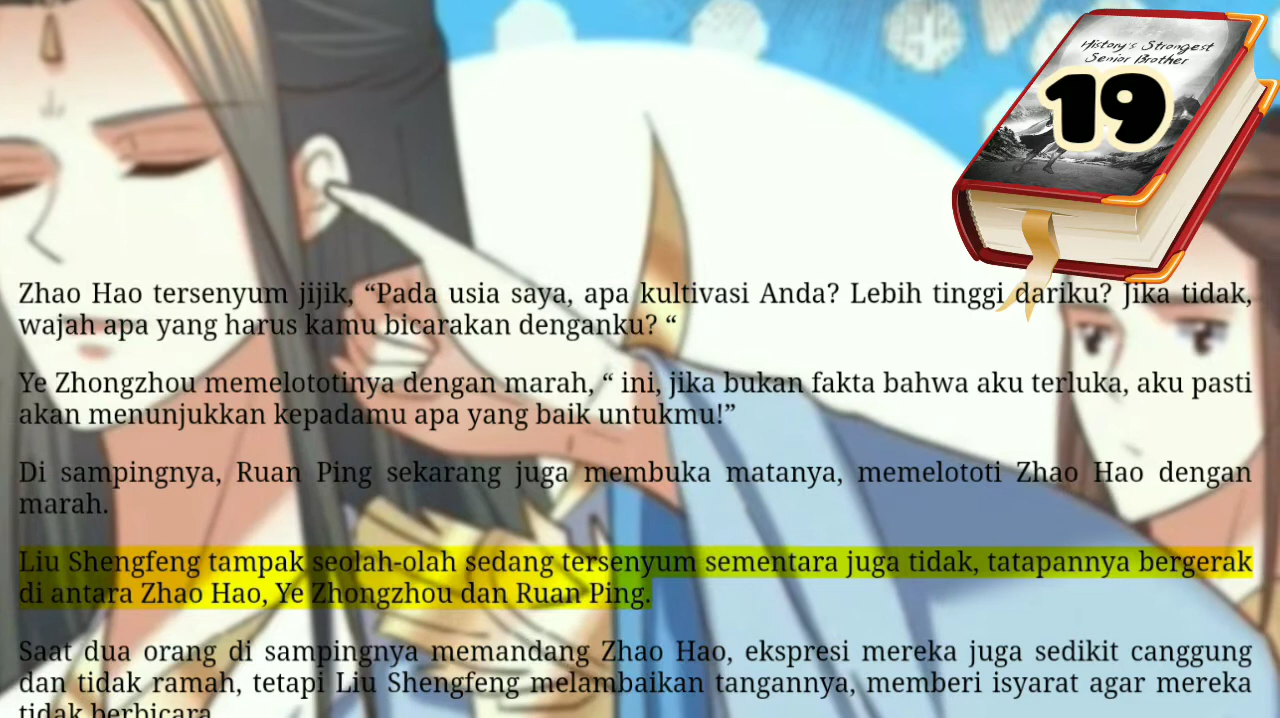 History's Strongest
Senior Brother
19
Zhao Hao tersenyum jijik, “Pada usia saya, apa kultivasi Anda? Lebih tinggi dariku? Jika tidak,
wajah apa yang harus kamu bicarakan denganku? “
Ye Zhongzhou memelototinya dengan marah, “ ini, jika bukan fakta bahwa aku terluka, aku pasti
akan menunjukkan kepadamu apa yang baik untukmu!”
Di sampingnya, Ruan Ping sekarang juga membuka matanya, memelototi Zhao Hao dengan
marah.
Liu Shengfeng tampak seolah-olah sedang tersenyum sementara juga tidak, tatapannya bergerak
di antara Zhao Hao, Ye Zhongzhou dan Ruan Ping.
Saat dua orang di sampingnya memandang Zhao Hao, ekspresi mereka juga sedikit canggung
dan tidak ramah, tetapi Liu Shengfeng melambaikan tangannya, memberi isyarat agar mereka
tidak berbicara.